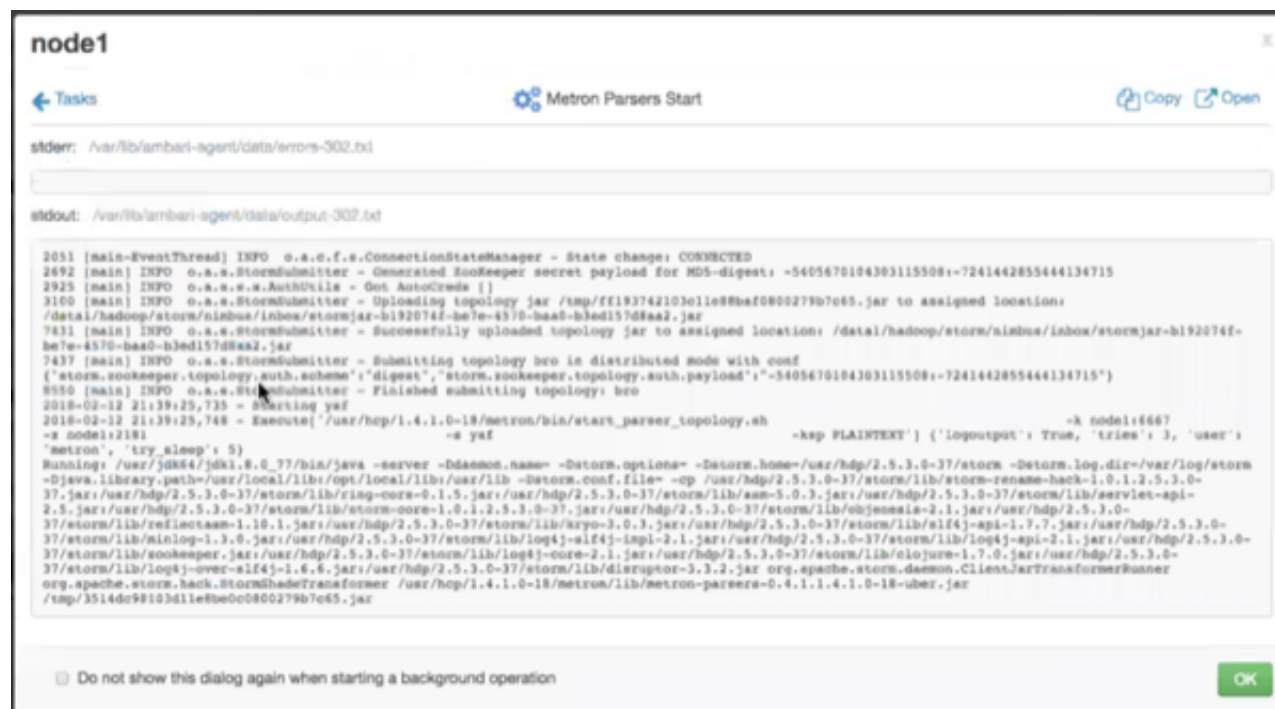 node1
Tasks
Metron Parsers Start
Copy Open
stderr: /var/lib/ambari-agent/data/errors-302.txt
stdout: /var/lib/ambari-agent/data/output-302.txt
2051 [main-EventThread] INFO o.a.c.f.s.ConnectionStateManager - State change: CONNECTED
2692 [main] INFO o.a.s.StormSubmitter - Generated ZooKeeper secret payload for MD5-digest: -5405670104303115508:-7241442855444134715
2925 [main] INFO o.a.s.s.a.AuthUtils - Got AutoCreds []
3100 [main] INFO o.a.s.StormSubmitter - Uploading topology jar /tmp/ff193742103c11e88baf0800279b7c65.jar to assigned location:
/data1/hadoop/storm/nimbus/inbox/stormjar-b192074f-be7e-4570-baa0-b3ed157d8aa2.jar
7431 [main] INFO o.a.s.StormSubmitter - Successfully uploaded topology jar to assigned location: /data1/hadoop/storm/nimbus/inbox/stormjar-b192074f-
be7e-4570-baa0-b3ed157d8aa2.jar
7437 [main] INFO o.a.s.StormSubmitter - Submitting topology bro in distributed mode with conf
{"storm.zookeeper.topology.auth.scheme":"digest","storm.zookeeper.topology.auth.payload":"-5405670104303115508:-7241442855444134715"}
8550 [main] INFO o.a.s.StormSubmitter - Finished submitting topology: bro
2018-02-12 21:39:25,735 - Starting yaf
2018-02-12 21:39:25,748 - Execute['/usr/hcp/1.4.1.0-18/metron/bin/start_parser_topology.sh -k node1:6667
-z node1:2181 -s yaf -ksp PLAINTEXT'] {'logoutput': True, 'tries': 3, 'user':
'metron', 'try_sleep': 5}
Running: /usr/jdk64/jdk1.8.0_77/bin/java -server -Ddaemon.name= -Dstorm.options= -Dstorm.home=/usr/hdp/2.5.3.0-37/storm -Dstorm.log.dir=/var/log/storm
-Djava.library.path=/usr/local/lib:/opt/local/lib:/usr/lib -Dstorm.conf.file= -cp /usr/hdp/2.5.3.0-37/storm/lib/storm-rename-hack-1.0.1.2.5.3.0-
37.jar:/usr/hdp/2.5.3.0-37/storm/lib/ring-cors-0.1.5.jar:/usr/hdp/2.5.3.0-37/storm/lib/asm-5.0.3.jar:/usr/hdp/2.5.3.0-37/storm/lib/servlet-api-
2.5.jar:/usr/hdp/2.5.3.0-37/storm/lib/storm-core-1.0.1.2.5.3.0-37.jar:/usr/hdp/2.5.3.0-37/storm/lib/objenesis-2.1.jar:/usr/hdp/2.5.3.0-
37/storm/lib/reflectasm-1.10.1.jar:/usr/hdp/2.5.3.0-37/storm/lib/kryo-3.0.3.jar:/usr/hdp/2.5.3.0-37/storm/lib/slf4j-api-1.7.7.jar:/usr/hdp/2.5.3.0-
37/storm/lib/minlog-1.3.0.jar:/usr/hdp/2.5.3.0-37/storm/lib/log4j-slf4j-impl-2.1.jar:/usr/hdp/2.5.3.0-37/storm/lib/log4j-api-2.1.jar:/usr/hdp/2.5.3.0-
37/storm/lib/zookeeper.jar:/usr/hdp/2.5.3.0-37/storm/lib/log4j-core-2.1.jar:/usr/hdp/2.5.3.0-37/storm/lib/clojure-1.7.0.jar:/usr/hdp/2.5.3.0-
37/storm/lib/log4j-over-slf4j-1.6.6.jar:/usr/hdp/2.5.3.0-37/storm/lib/disruptor-3.3.2.jar org.apache.storm.daemon.ClientJarTransformerRunner
org.apache.storm.hack.StormShadeTransformer /usr/hcp/1.4.1.0-18/metron/lib/metron-parsers-0.4.1.1.4.1.0-18-uber.jar
/tmp/3514dc98103d11e8be0c0800279b7c65.jar
Do not show this dialog again when starting a background operation
OK